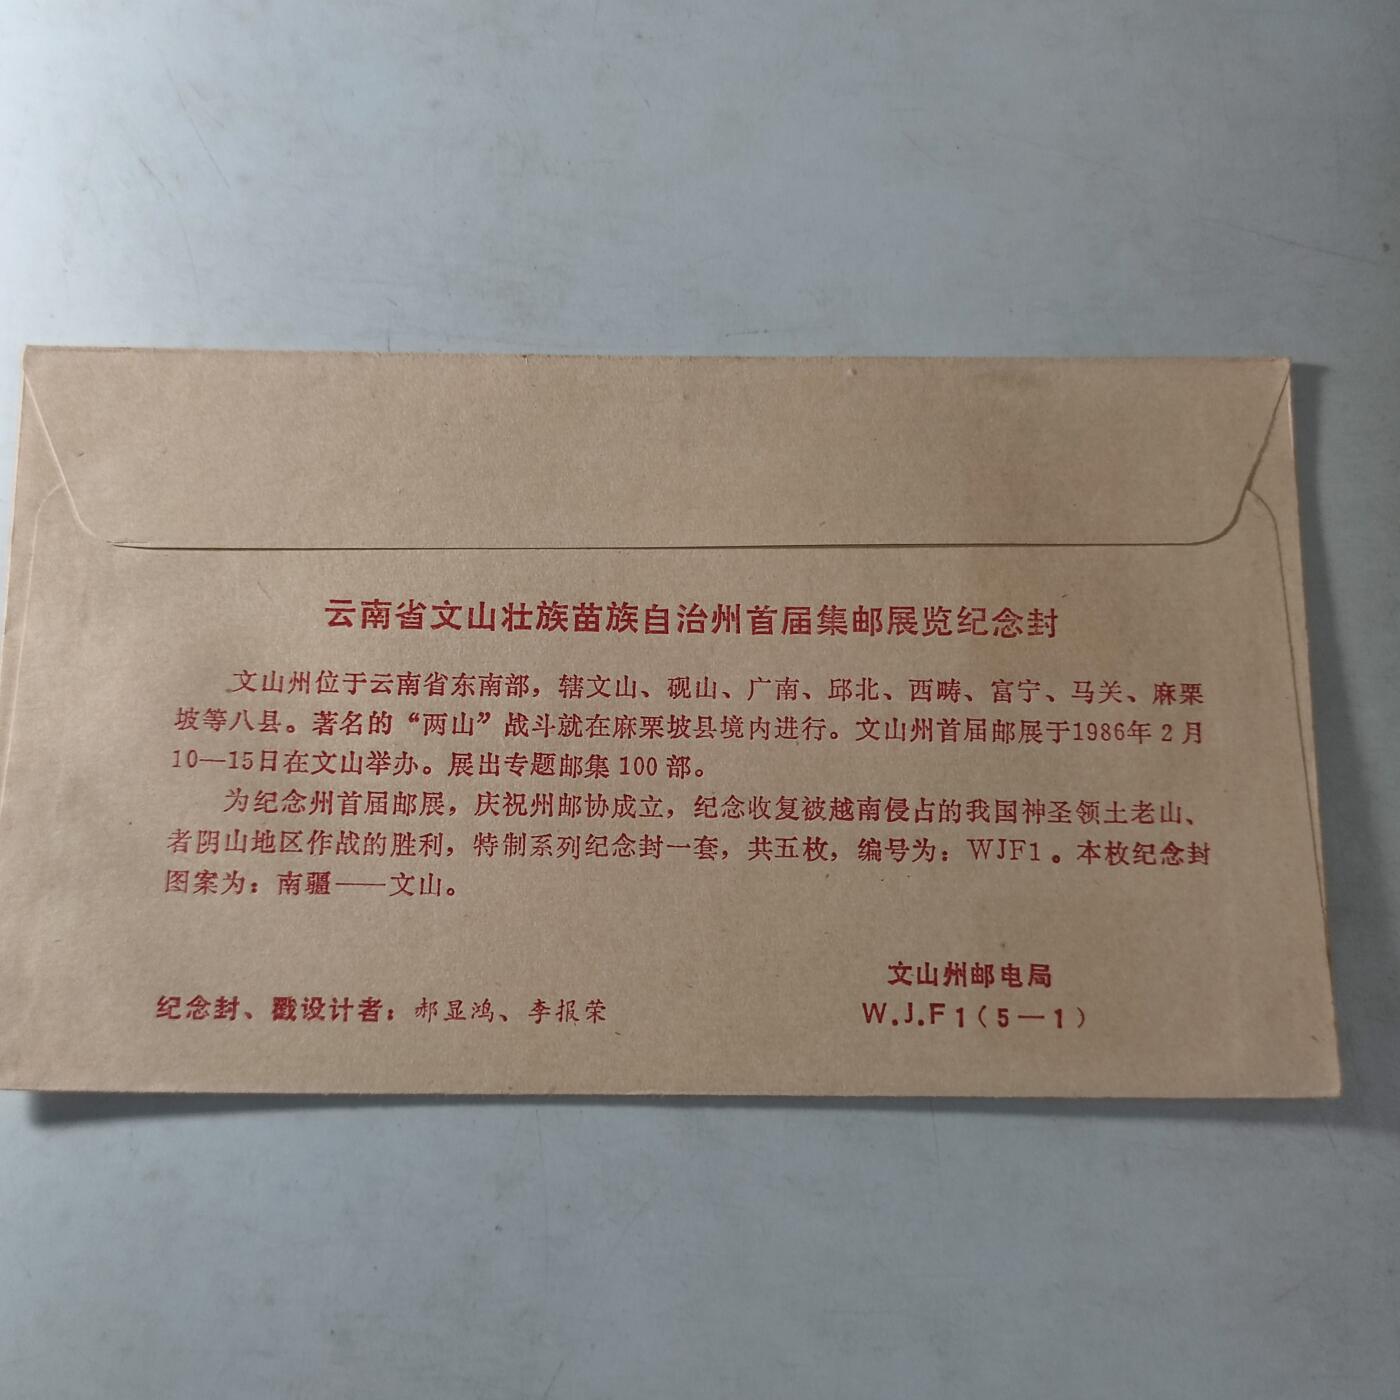 云南省文山壮族苗族自治州首届集邮展览纪念封
文山州位于云南省东南部，辖文山、砚山、广南、邱北、西畴、富宁、马关、麻栗
坡等八县。著名的“两山”战斗就在麻栗坡县境内进行。文山州首届邮展于1986年2月
10—15日在文山举办。展出专题邮集100部。
为纪念州首届邮展，庆祝州邮协成立，纪念收复被越南侵占的我国神圣领土老山、
者阴山地区作战的胜利，特制系列纪念封一套，共五枚，编号为：WJF1。本枚纪念封
图案为：南疆——文山。
文山州邮电局
纪念封、戳设计者：郝显鸿、李报荣
W.J.F1（5—1）